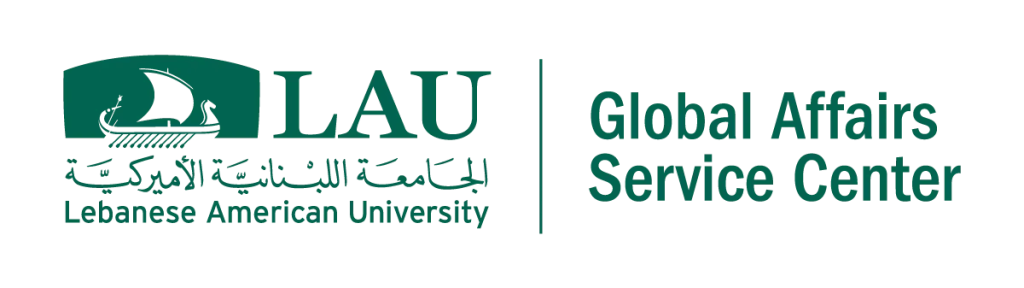 LAU
الجامعة اللبنانية الأميركية
Lebanese American University
Global Affairs
Service Center